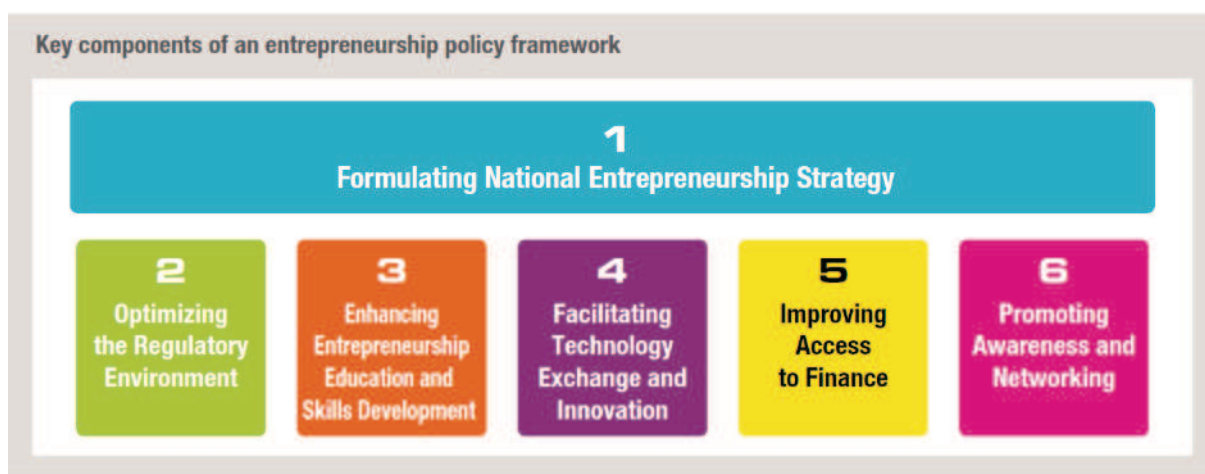 Key components of an entrepreneurship policy framework
1
Formulating National Entrepreneurship Strategy
2
Optimizing
the Regulatory
Environment
3
Enhancing
Entrepreneurship
Education and
Skills Development
4
Facilitating
Technology
Exchange and
Innovation
5
Improving
Access
to Finance
6
Promoting
Awareness and
Networking